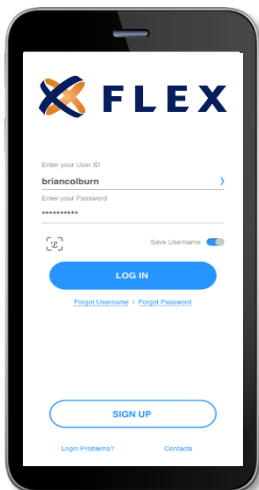 FLEX
Enter your User ID
briancolburn
Enter your Password
**********
Save Username
LOG IN
Forgot Username | Forgot Password
SIGN UP
Login Problems? Contacts